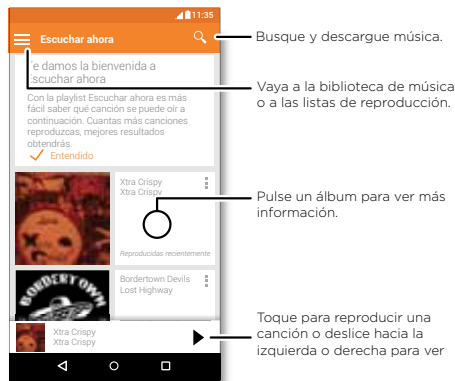 11:35
Escuchar ahora
Te damos la bienvenida a
Escuchar ahora
Con la playlist Escuchar ahora es más
fácil saber qué canción se puede oír a
continuación. Cuantas más canciones
reproduzcas, mejores resultados
obtendrás.
Entendido
Xtra Crispy
Xtra Crispy
Reproducidas recientemente
BORDERTOWN
Bordertown Devils
Lost Highway
Xtra Crispy
Xtra Crispy
Busque y descargue música.
Vaya a la biblioteca de música
o a las listas de reproducción.
Pulse un álbum para ver más
información.
Toque para reproducir una
canción o deslice hacia la
izquierda o derecha para ver